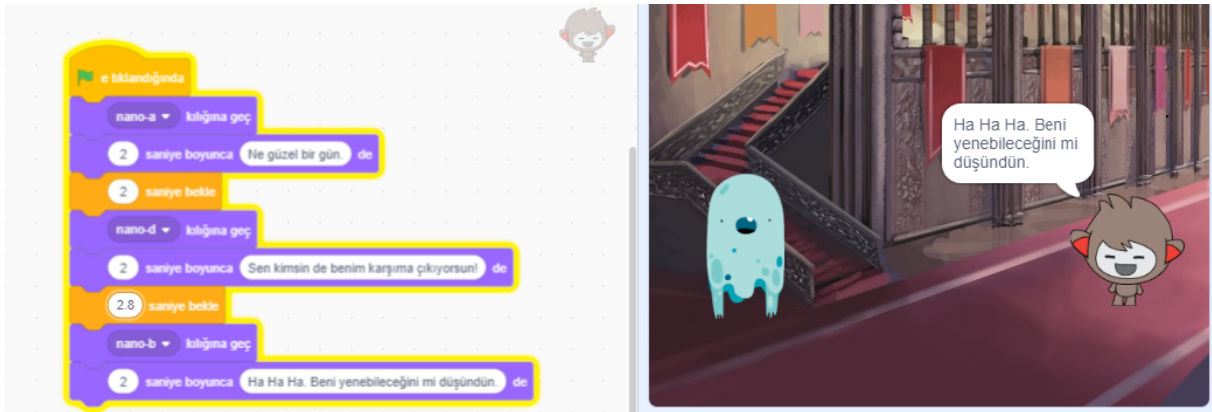 e tıklandığında
nano-a kılığına geç
2 saniye boyunca Ne güzel bir gün. de
2 saniye bekle
nano-d kılığına geç
2 saniye boyunca Sen kimsin de benim karşıma çıkıyorsun! de
2.8 saniye bekle
nano-b kılığına geç
2 saniye boyunca Ha Ha Ha. Beni yenebileceğini mi düşündün. de
Ha Ha Ha. Beni
yenebileceğini mi
düşündün.